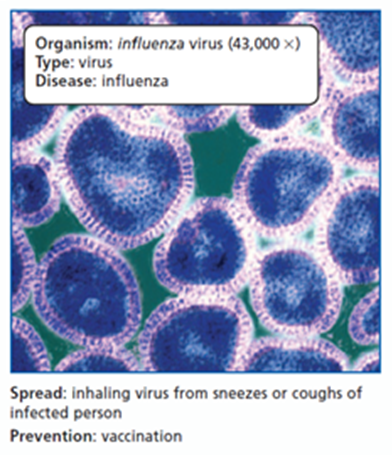 Organism: influenza virus (43,000 ×)
Type: virus
Disease: influenza
Spread: inhaling virus from sneezes or coughs of
infected person
Prevention: vaccination